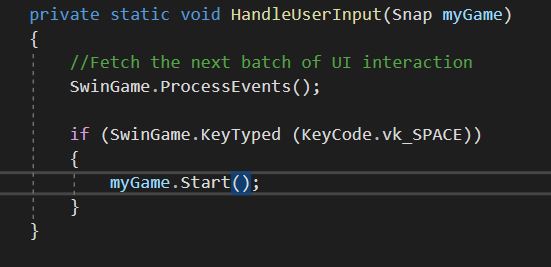 private static void HandleUserInput(Snap myGame)
{
//Fetch the next batch of UI interaction
SwinGame.ProcessEvents();
if (SwinGame.KeyTyped (KeyCode.vk_SPACE))
{
myGame.Start();
}
}